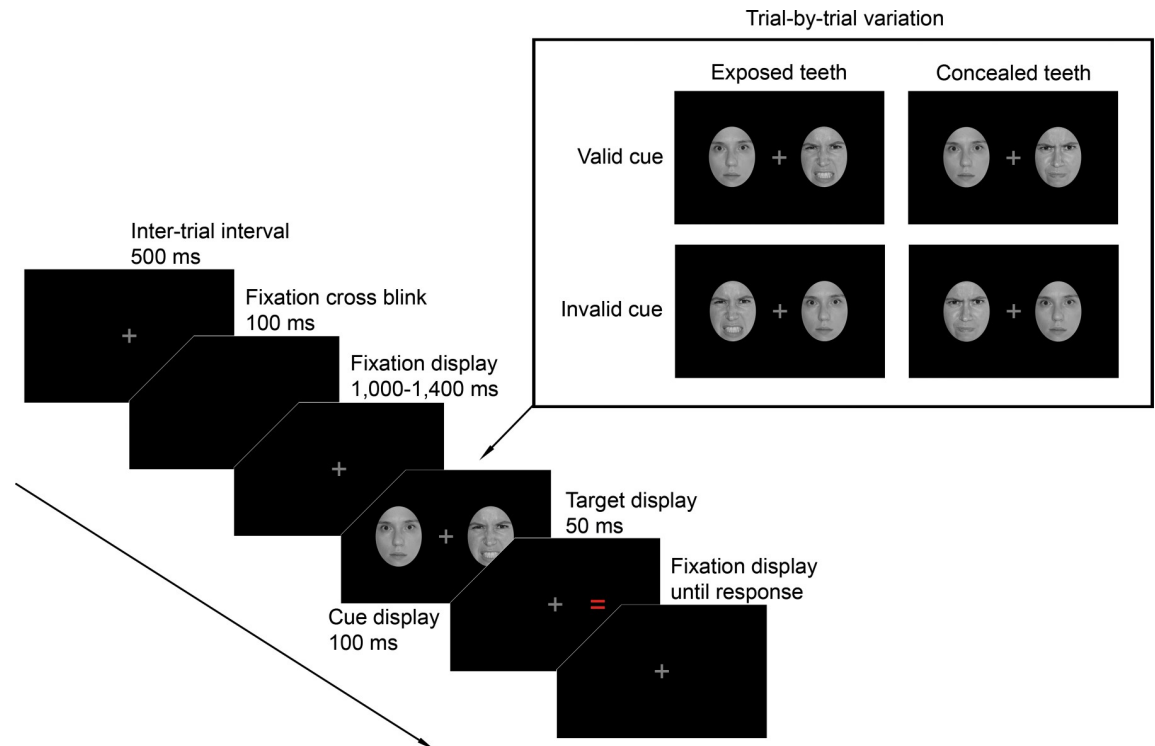 Trial-by-trial variation
Exposed teeth
Concealed teeth
Valid cue
Invalid cue
Inter-trial interval
500 ms
Fixation cross blink
100 ms
Fixation display
1,000-1,400 ms
Cue display
100 ms
Target display
50 ms
=
Fixation display
until response